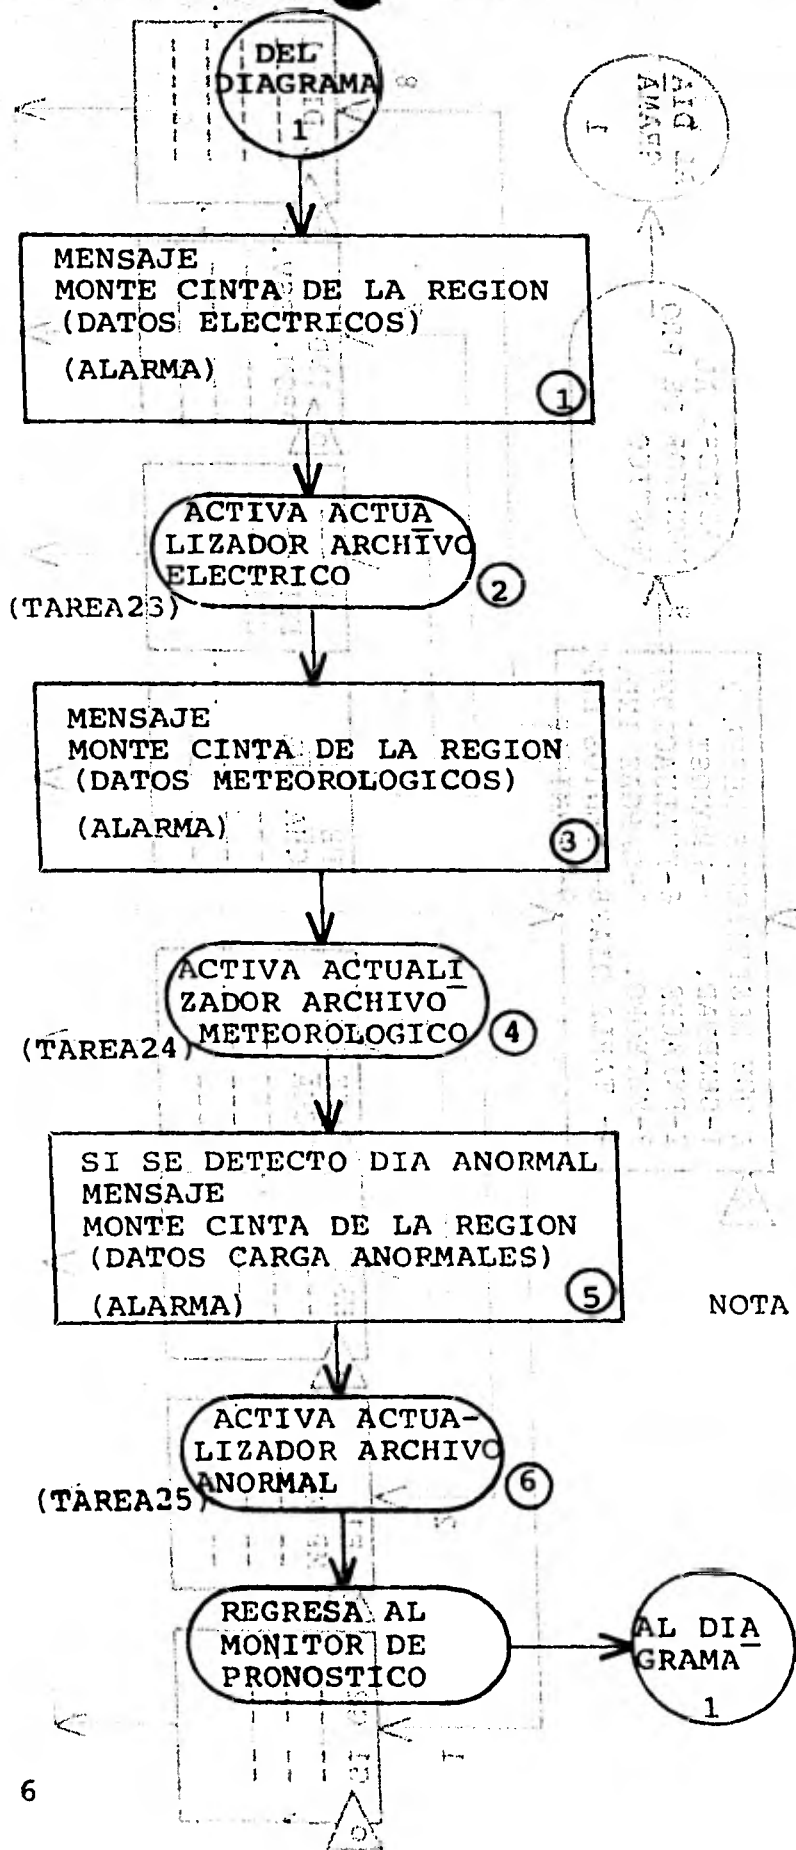 DEL
DIAGRAMA
1
MENSAJE
MONTE CINTA DE LA REGION
(DATOS ELECTRICOS)
(ALARMA)
1
ACTIVA ACTUA
LIZADOR ARCHIVO
ELECTRICO
2
(TAREA23)
MENSAJE
MONTE CINTA DE LA REGION
(DATOS METEOROLOGICOS)
(ALARMA)
3
ACTIVA ACTUALI
ZADOR ARCHIVO
METEOROLOGICO
4
(TAREA24)
SI SE DETECTO DIA ANORMAL
MENSAJE
MONTE CINTA DE LA REGION
(DATOS CARGA ANORMALES)
(ALARMA)
5
NOTA
ACTIVA ACTUA-
LIZADOR ARCHIVO
ANORMAL
6
(TAREA25)
REGRESA AL
MONITOR DE
PRONOSTICO
AL DIA
GRAMA
1
6